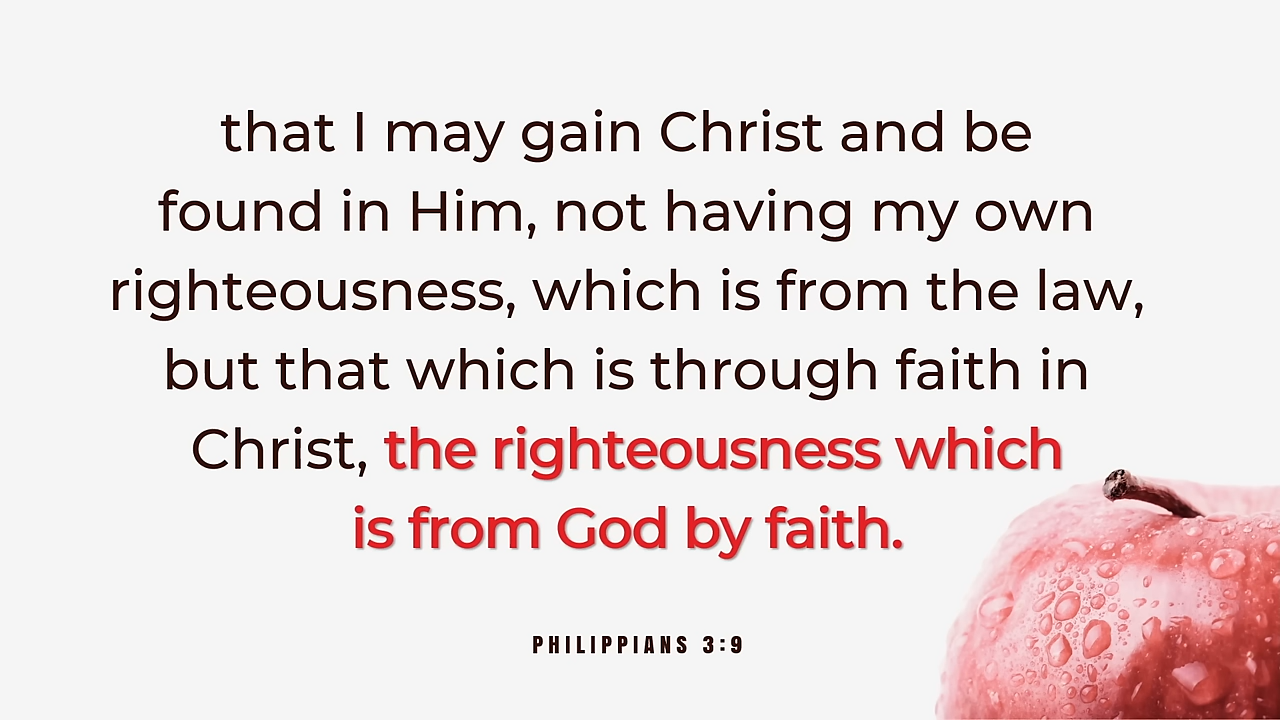 that I may gain Christ and be
found in Him, not having my own
righteousness, which is from the law,
but that which is through faith in
Christ, the righteousness which
is from God by faith.
PHILIPPIANS 3:9